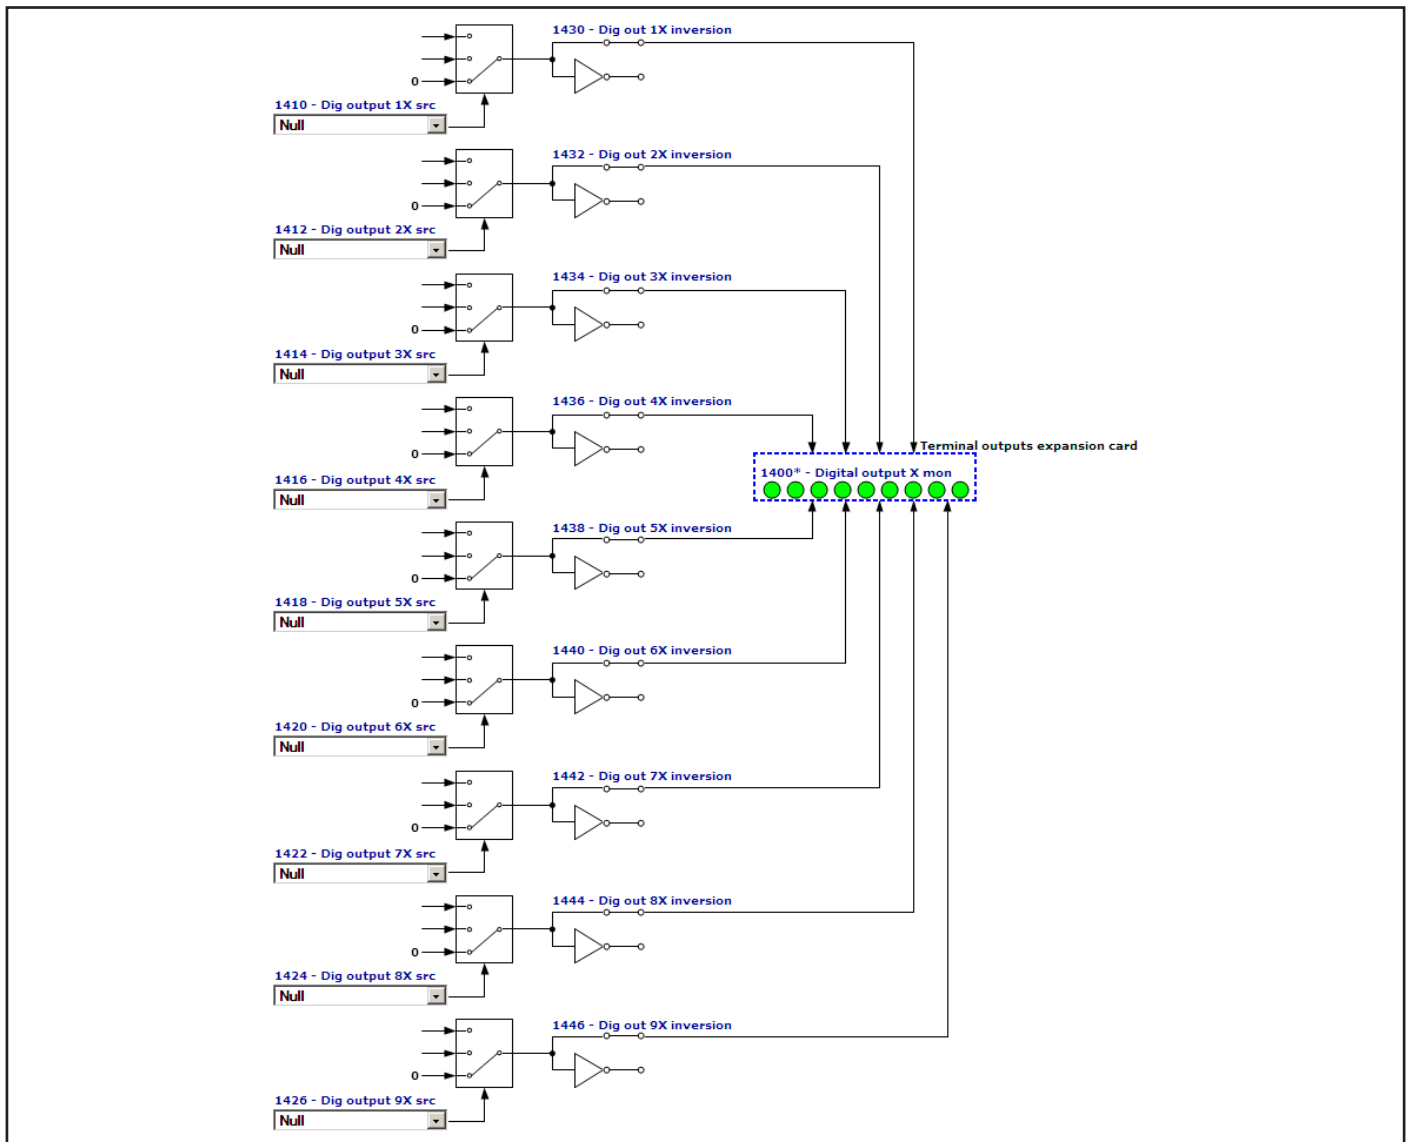 1430 - Dig out 1X inversion
0
1410 - Dig output 1X src
Null
1432 - Dig out 2X inversion
0
1412 - Dig output 2X src
Null
1434 - Dig out 3X inversion
0
1414 - Dig output 3X src
Null
1436 - Dig out 4X inversion
0
Terminal outputs expansion card
1400* - Digital output X mon
1416 - Dig output 4X src
Null
1438 - Dig out 5X inversion
0
1418 - Dig output 5X src
Null
1440 - Dig out 6X inversion
0
1420 - Dig output 6X src
Null
1442 - Dig out 7X inversion
0
1422 - Dig output 7X src
Null
1444 - Dig out 8X inversion
0
1424 - Dig output 8X src
Null
1446 - Dig out 9X inversion
0
1426 - Dig output 9X src
Null